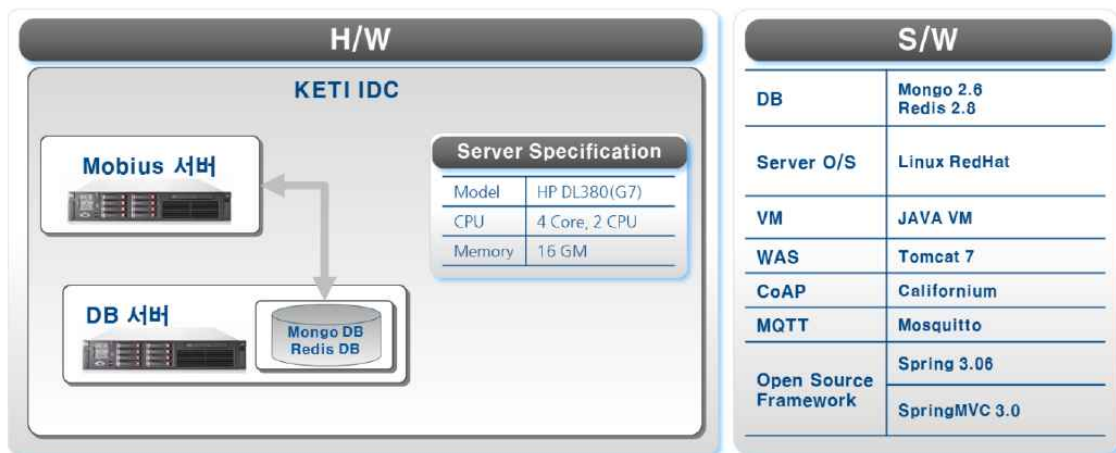 H/W
KETI IDC
Mobius 서버
Server Specification
Model HP DL380(G7)
CPU 4 Core, 2 CPU
Memory 16 GM
DB 서버
Mongo DB
Redis DB
S/W
DB Mongo 2.6
Redis 2.8
Server O/S Linux RedHat
VM JAVA VM
WAS Tomcat 7
CoAP Californium
MQTT Mosquitto
Open Source
Framework
Spring 3.06
SpringMVC 3.0